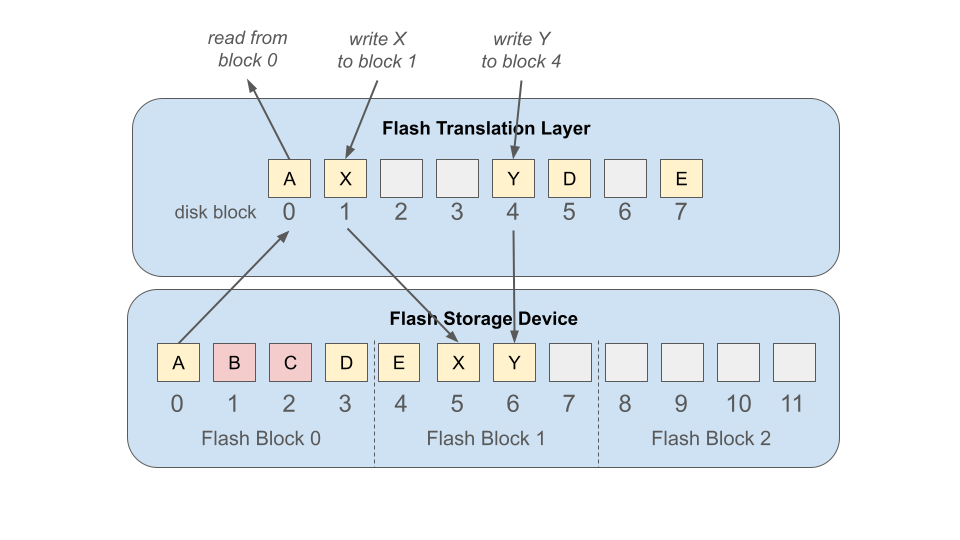 read from
block 0
write X
to block 1
write Y
to block 4
Flash Translation Layer
A X Y D E
disk block 0 1 2 3 4 5 6 7
Flash Storage Device
A B C D E X Y
0 1 2 3 4 5 6 7 8 9 10 11
Flash Block 0 Flash Block 1 Flash Block 2